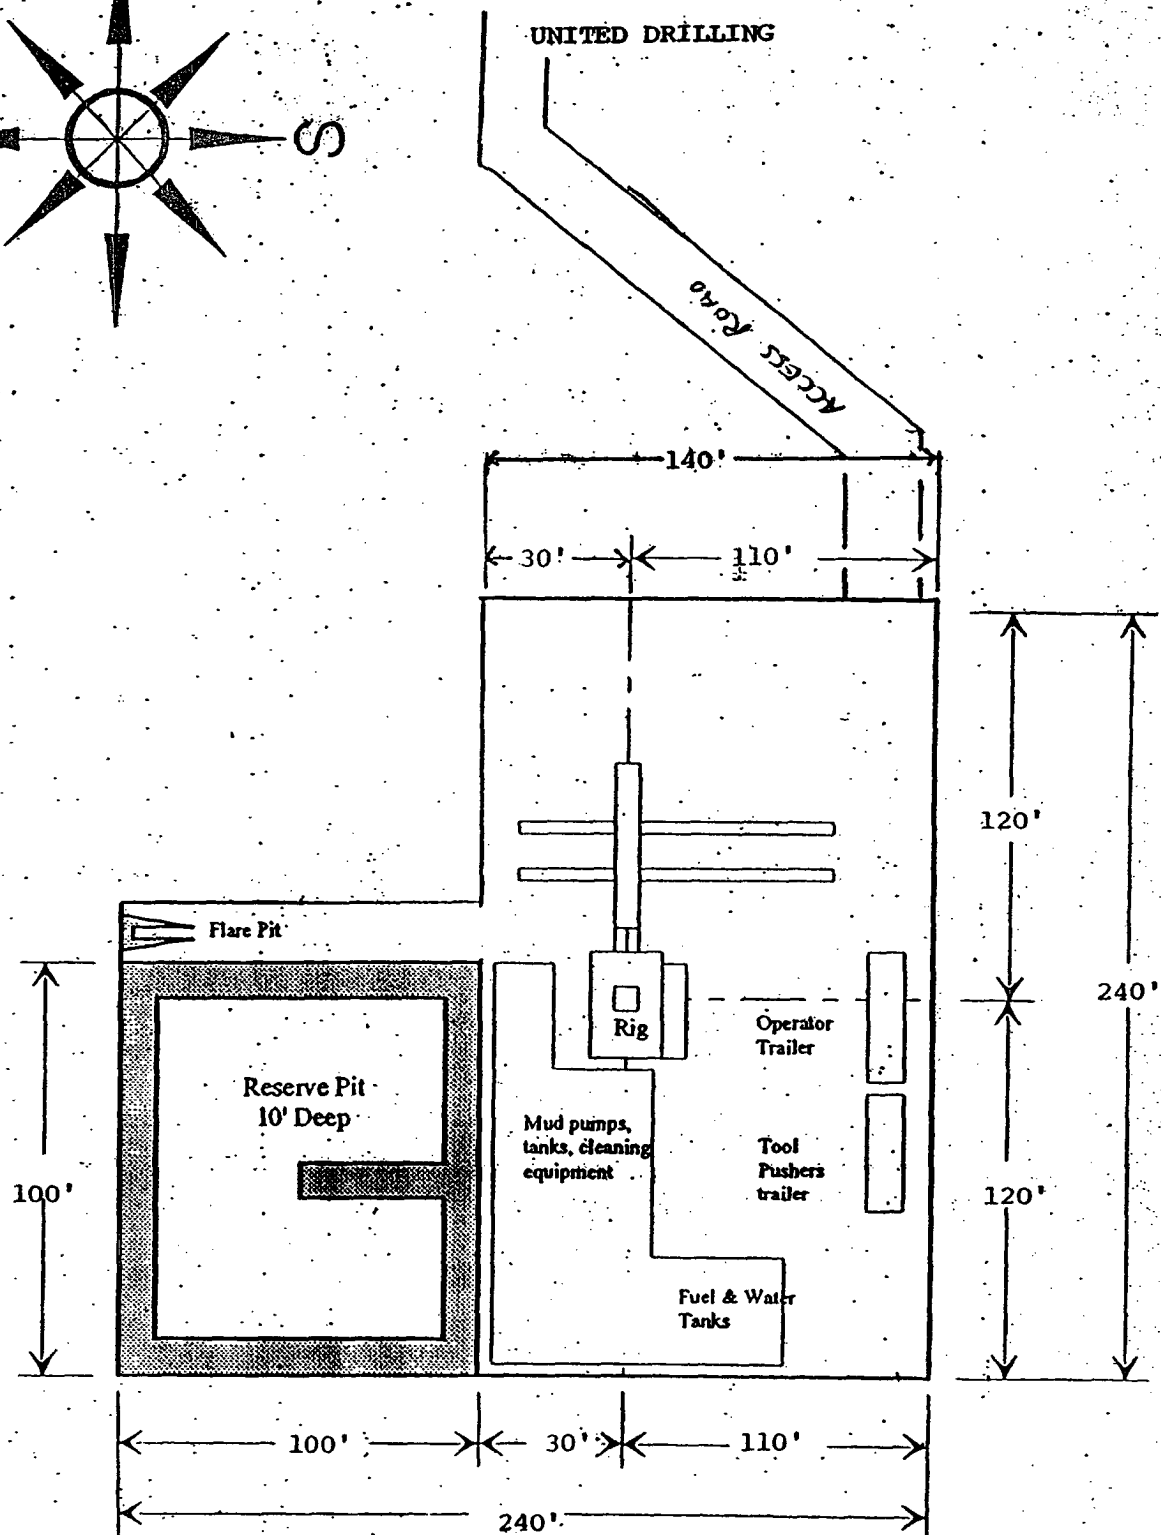 UNITED DRILLING
S
ACCESS ROAD
140'
30'
110'
120'
Flare Pit
240'
Operator
Trailer
Rig
Reserve Pit
10' Deep
Mud pumps,
tanks, cleaning
equipment
Tool
Pushers
trailer
100'
120'
Fuel & Water
Tanks
100'
30'
110'
240'